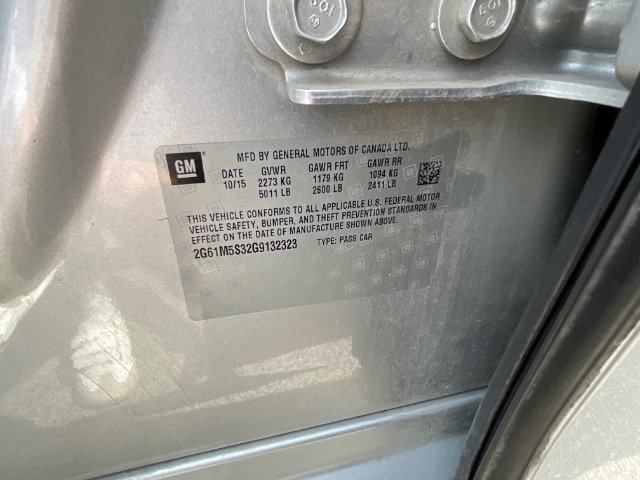 109
109
GM
MFD BY GENERAL MOTORS OF CANADA LTD.
DATE GVWR GAWR FRT GAWR RR
10/15 2273 KG 1179 KG 1094 KG
5011 LB 2600 LB 2411 LB
THIS VEHICLE CONFORMS TO ALL APPLICABLE U.S. FEDERAL MOTOR
VEHICLE SAFETY, BUMPER, AND THEFT PREVENTION STANDARDS IN
EFFECT ON THE DATE OF MANUFACTURE SHOWN ABOVE.
2G61M5S32G9132323 TYPE: PASS CAR